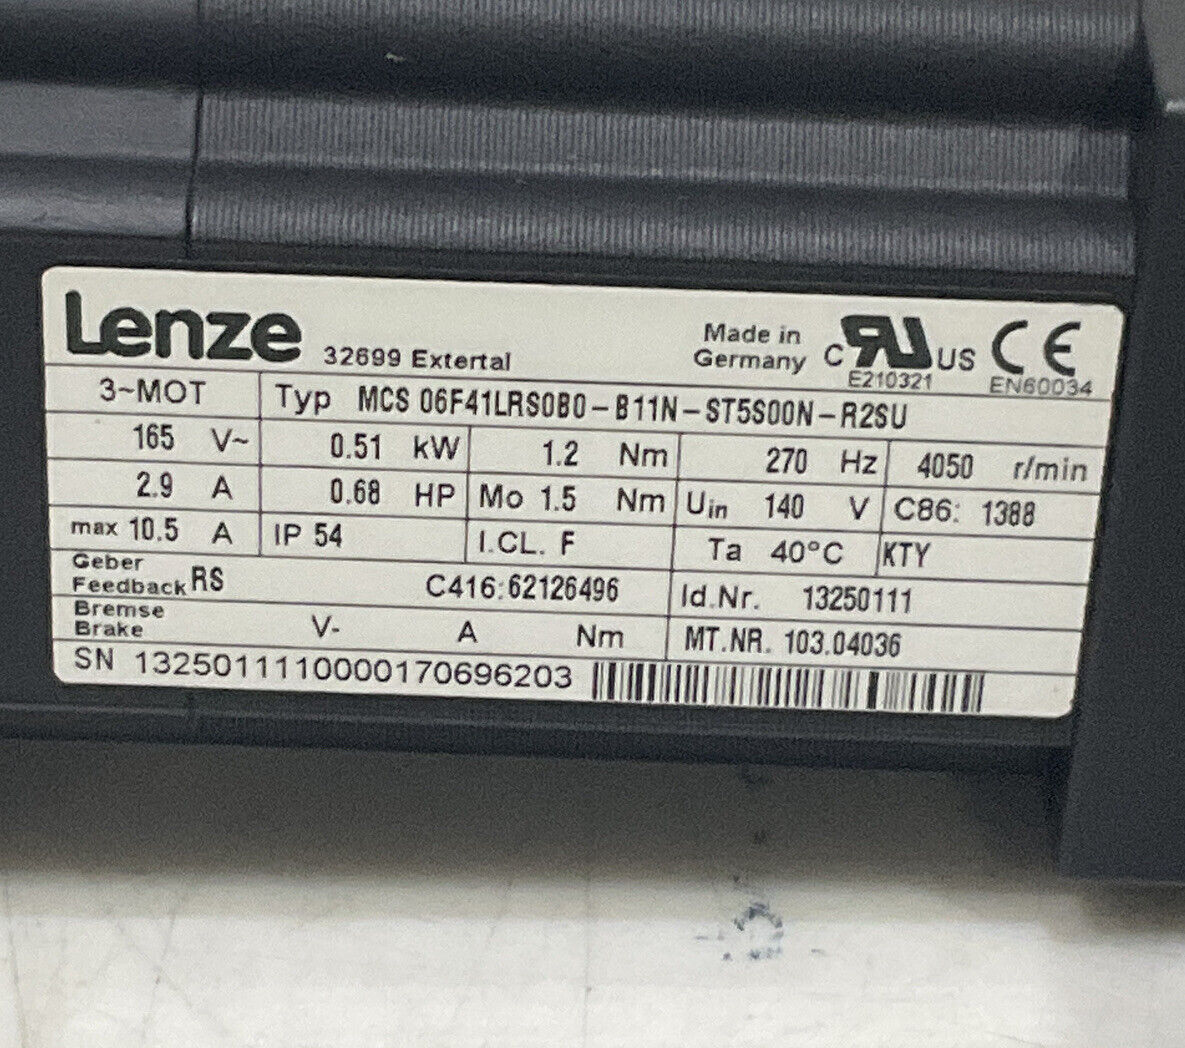 Lenze 32699 Extertal Made in Germany C RU US CE
E210321 EN60034
3~MOT Typ MCS 06F41LRS0B0-B11N-ST5S00N-R2SU
165 V~ 0.51 kW 1.2 Nm 270 Hz 4050 r/min
2.9 A 0.68 HP Mo 1.5 Nm Uin 140 V C86: 1388
max 10.5 A IP 54 I.CL. F Ta 40°C KTY
Geber
Feedback RS C416:62126496 Id.Nr. 13250111
Bremse
Brake V- A Nm MT.NR. 103.04036
SN 1325011110000170696203